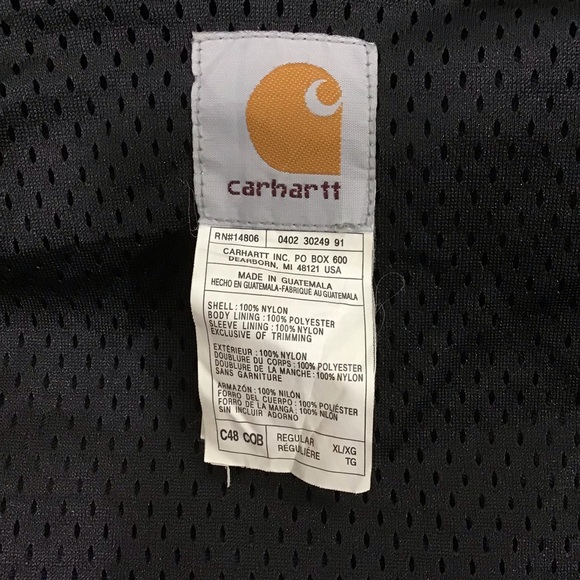 carhartt
RN#14806 0402 30249 91
CARHARTT INC. PO BOX 600
DEARBORN, MI 48121 USA
MADE IN GUATEMALA
HECHO EN GUATEMALA-FABRIQUÉ AU GUATEMALA
SHELL : 100% NYLON
BODY LINING : 100% POLYESTER
SLEEVE LINING : 100% NYLON
EXCLUSIVE OF TRIMMING
EXTÉRIEUR : 100% NYLON
DOUBLURE DU CORPS : 100% POLYESTER
DOUBLURE DE LA MANCHE : 100% NYLON
SANS GARNITURE
ARMAZÓN : 100% NILÓN
FORRO DEL CUERPO : 100% POLIÉSTER
FORRO DE LA MANGA : 100% NILÓN
SIN INCLUIR ADORNO
C48 COB REGULAR XL/XG
RÉGULIÈRE TG